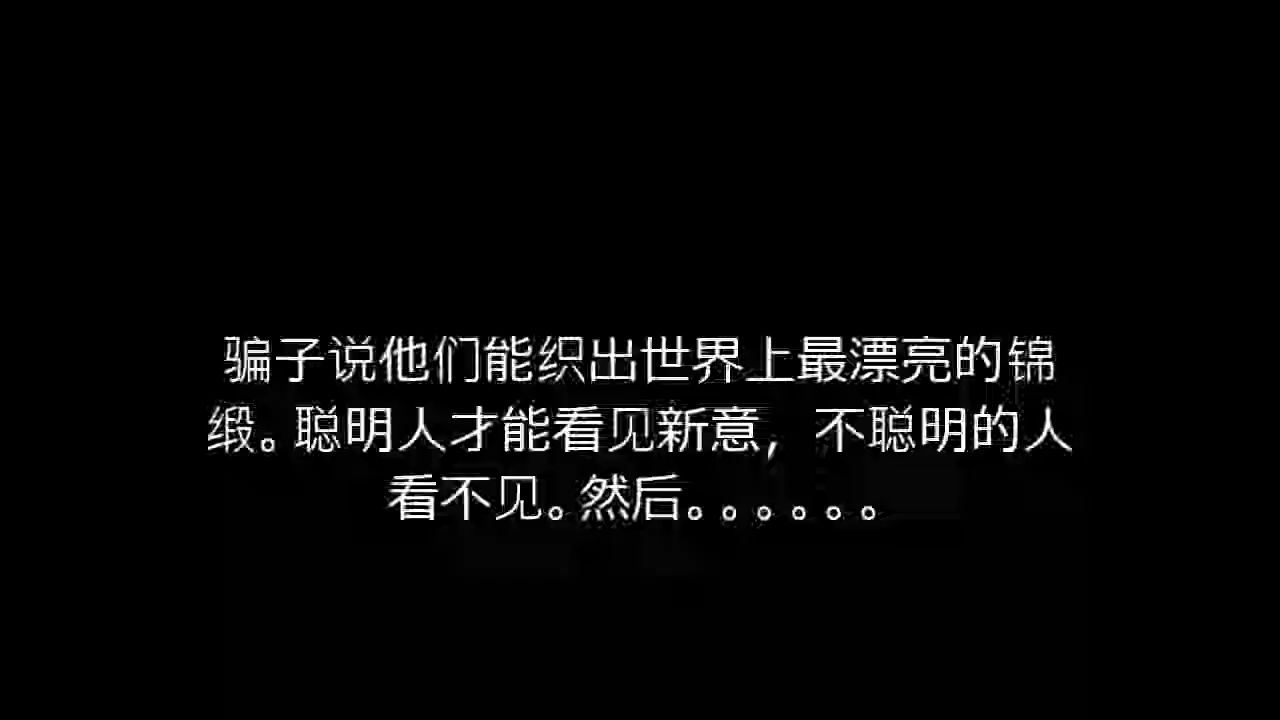 骗子说他们能织出世界上最漂亮的锦
缎。聪明人才能看见新意，不聪明的人
看不见。然后。。。。。。